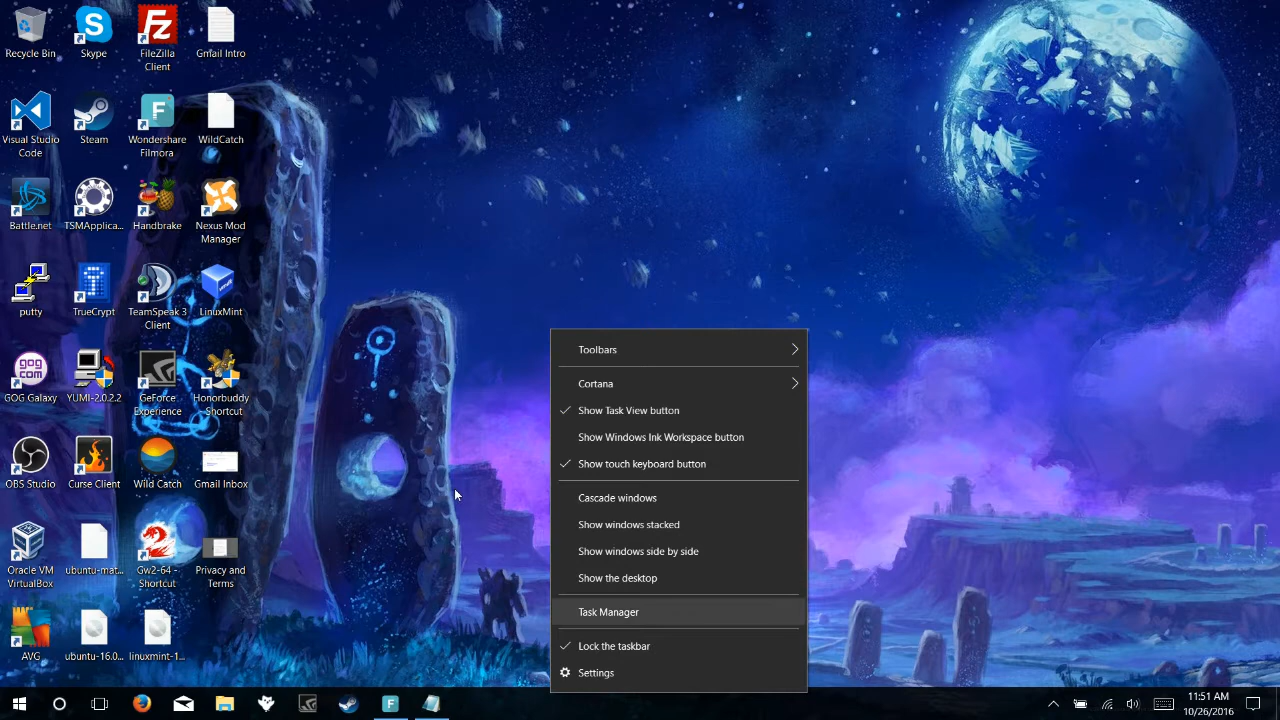 Recycle Bin
Skype
FileZilla
Client
Gmail Intro
Visual Studio
Code
Steam
Wondershare
Filmora
WildCatch
Battle.net
TSMApplica...
Handbrake
Nexus Mod
Manager
putty
TrueCrypt
TeamSpeak 3
Client
LinuxMint
GOG Galaxy
YUMI-2.0.2.2
GeForce
Experience
Honorbuddy
- Shortcut
OBS Studio
Curse Client
Wild Catch
Gmail Inbox
Oracle VM
VirtualBox
ubuntu-mat...
Gw2-64 -
Shortcut
Privacy and
Terms
AVG
ubuntu-16.0...
linuxmint-1...
Toolbars
Cortana
Show Task View button
Show Windows Ink Workspace button
Show touch keyboard button
Cascade windows
Show windows stacked
Show windows side by side
Show the desktop
Task Manager
Lock the taskbar
Settings
11:51 AM
10/26/2016